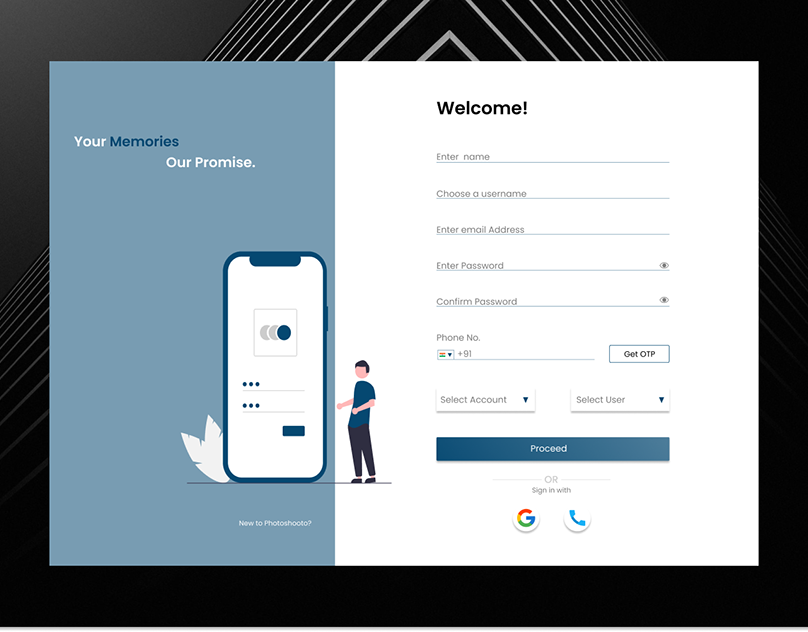 Your Memories
Our Promise.
New to Photoshooto?
Welcome!
Enter name
Choose a username
Enter email Address
Enter Password
Confirm Password
Phone No.
+91
Get OTP
Select Account
Select User
Proceed
OR
Sign in with